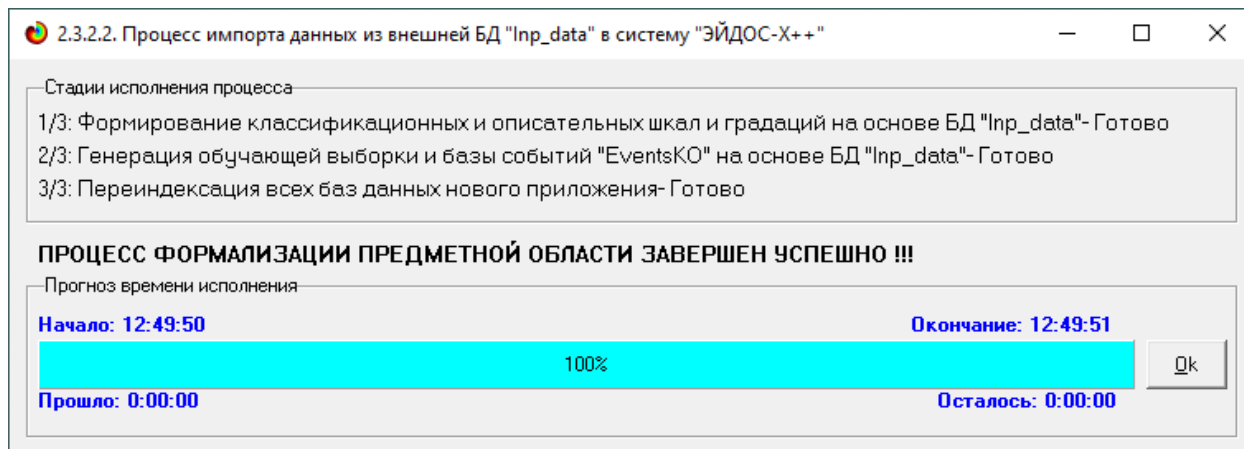 2.3.2.2. Процесс импорта данных из внешней БД "Inp_data" в систему "ЭЙДОС-X++"
Стадии исполнения процесса
1/3: Формирование классификационных и описательных шкал и градаций на основе БД "Inp_data"- Готово
2/3: Генерация обучающей выборки и базы событий "EventsKO" на основе БД "Inp_data"- Готово
3/3: Переиндексация всех баз данных нового приложения- Готово
ПРОЦЕСС ФОРМАЛИЗАЦИИ ПРЕДМЕТНОЙ ОБЛАСТИ ЗАВЕРШЕН УСПЕШНО !!!
Прогноз времени исполнения
Начало: 12:49:50 Окончание: 12:49:51
100% Ok
Прошло: 0:00:00 Осталось: 0:00:00